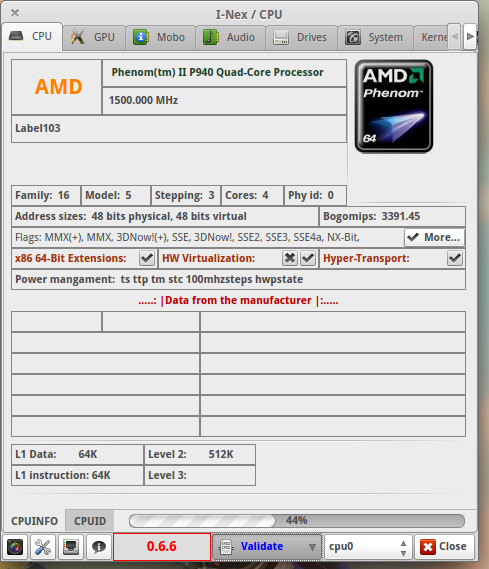 I-Nex / CPU
CPU GPU Mobo Audio Drives System Kerne
AMD
Phenom(tm) II P940 Quad-Core Processor
1500.000 MHz
AMD
Phenom™
64
Label103
Family: 16 Model: 5 Stepping: 3 Cores: 4 Phy id: 0
Address sizes: 48 bits physical, 48 bits virtual Bogomips: 3391.45
Flags: MMX(+), MMX, 3DNow!(+), SSE, 3DNow!, SSE2, SSE3, SSE4a, NX-Bit, More...
x86 64-Bit Extensions: HW Virtualization: Hyper-Transport:
Power mangament: ts ttp tm stc 100mhzsteps hwpstate
.....: |Data from the manufacturer |:.....
L1 Data: 64K Level 2: 512K
L1 instruction: 64K Level 3:
CPUINFO CPUID 44%
0.6.6 Validate cpu0 Close